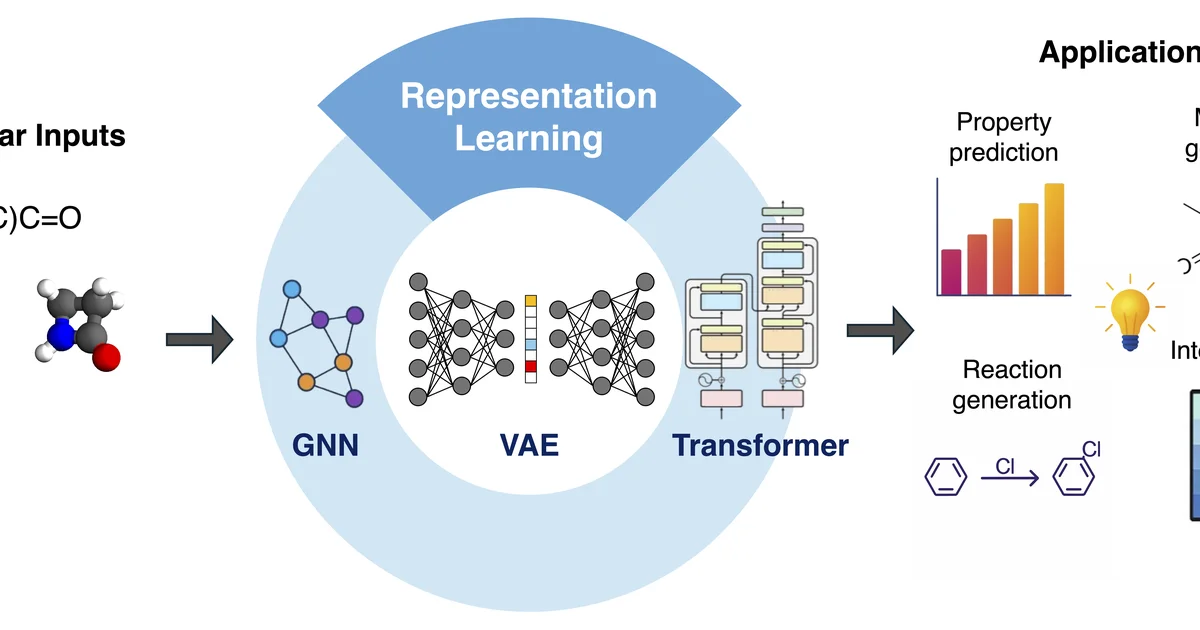 ar Inputs
C)C=O
Representation
Learning
GNN
VAE
Transformer
Application
Property
prediction
Reaction
generation
Cl
Cl